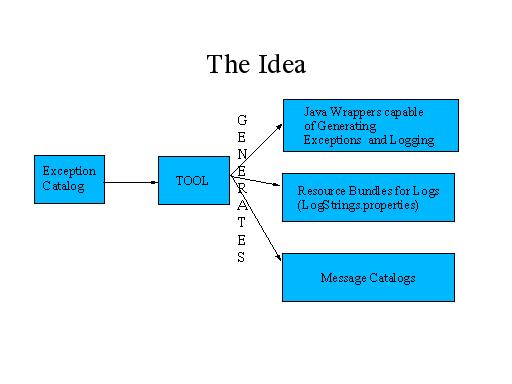 The Idea
Exception
Catalog
TOOL
G
E
N
E
R
A
T
E
S
Java Wrappers capable
of Generating
Exceptions and Logging
Resource Bundles for Logs
(LogStrings.properties)
Message Catalogs